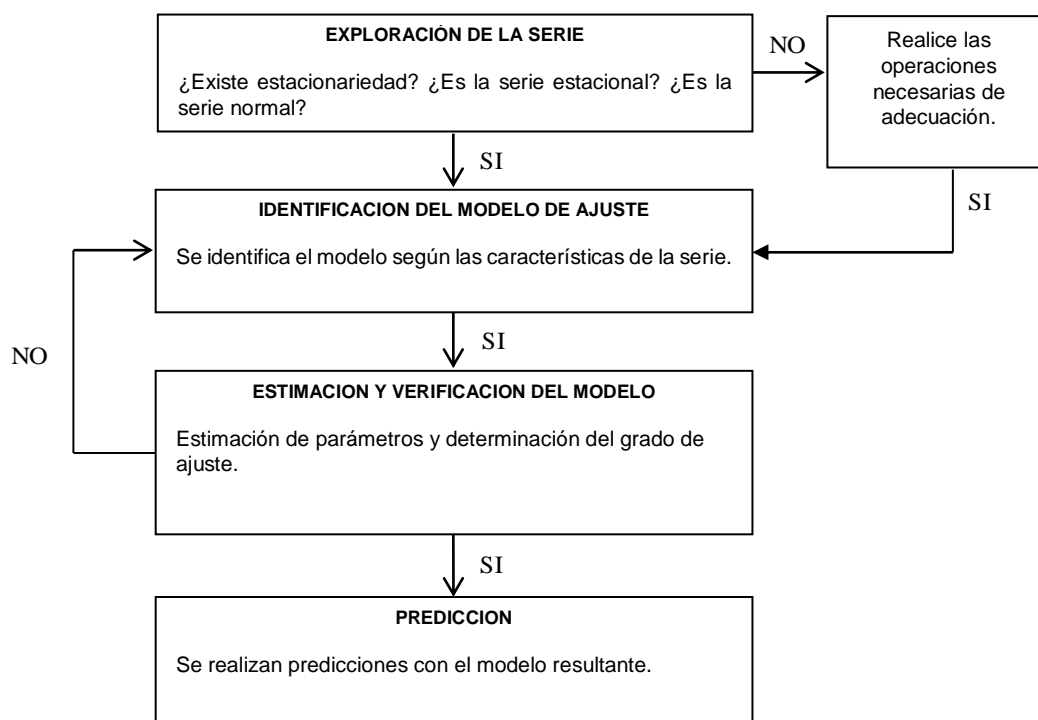 EXPLORACIÓN DE LA SERIE
¿Existe estacionariedad? ¿Es la serie estacional? ¿Es la
serie normal?
NO
Realice las
operaciones
necesarias de
adecuación.
SI
SI
IDENTIFICACION DEL MODELO DE AJUSTE
Se identifica el modelo según las características de la serie.
SI
NO
ESTIMACION Y VERIFICACION DEL MODELO
Estimación de parámetros y determinación del grado de
ajuste.
SI
PREDICCION
Se realizan predicciones con el modelo resultante.